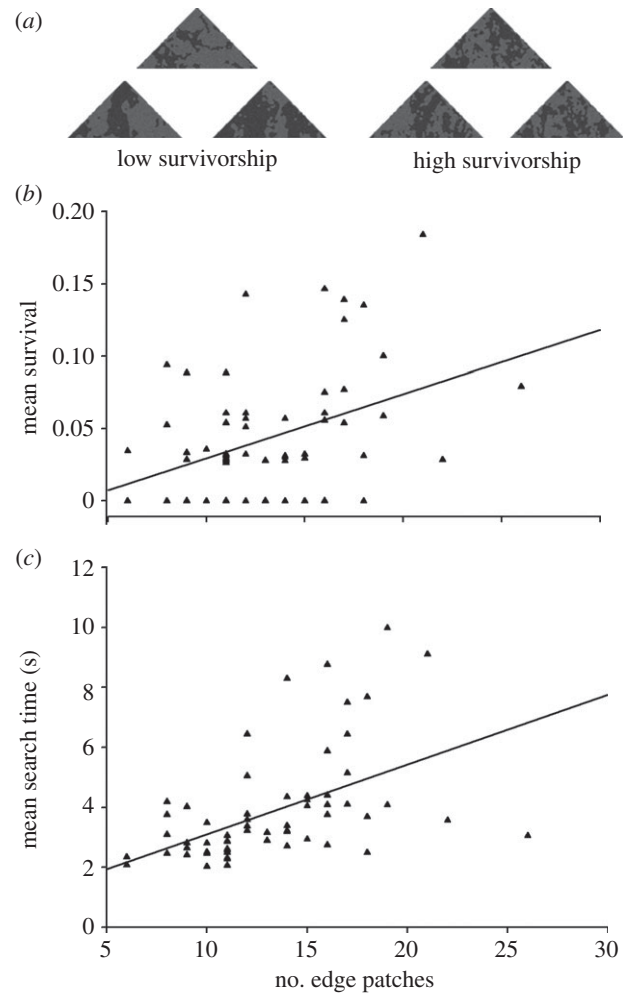 (a)
low survivorship
high survivorship
(b)
0.20
0.15
0.10
0.05
0
mean survival
(c)
12
10
8
6
4
2
0
mean search time (s)
5
10
15
20
25
30
no. edge patches